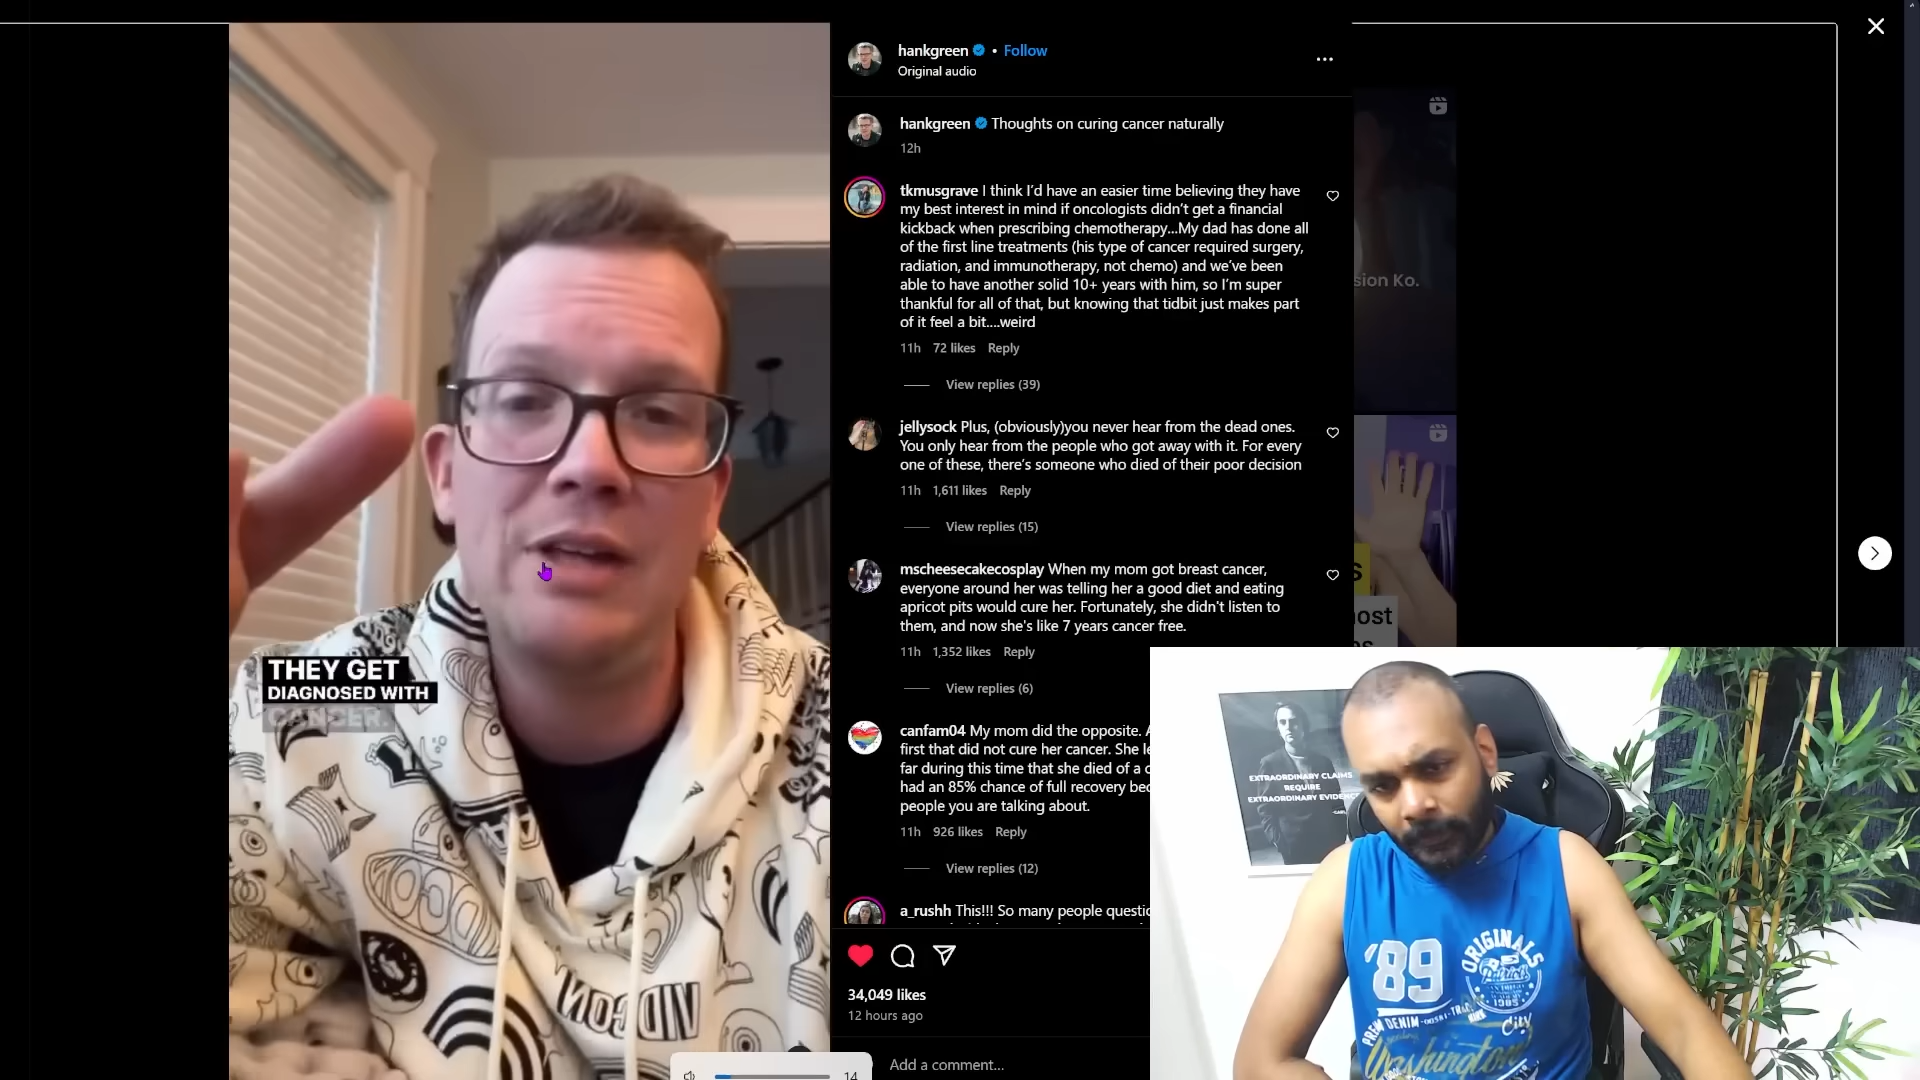 hankgreen • Follow
Original audio
hankgreen Thoughts on curing cancer naturally
12h
tkmusgrave I think I'd have an easier time believing they have
my best interest in mind if oncologists didn't get a financial
kickback when prescribing chemotherapy...My dad has done all
of the first line treatments (his type of cancer required surgery,
radiation, and immunotherapy, not chemo) and we've been
able to have another solid 10+ years with him, so I'm super
thankful for all of that, but knowing that tidbit just makes part
of it feel a bit....weird
11h 72 likes Reply
View replies (39)
jellysock Plus, (obviously)you never hear from the dead ones.
You only hear from the people who got away with it. For every
one of these, there's someone who died of their poor decision
11h 1,611 likes Reply
View replies (15)
mscheesecakecosplay When my mom got breast cancer,
everyone around her was telling her a good diet and eating
apricot pits would cure her. Fortunately, she didn't listen to
them, and now she's like 7 years cancer free.
11h 1,352 likes Reply
View replies (6)
canfam04 My mom did the opposite.
first that did not cure her cancer. She
far during this time that she died of a
had an 85% chance of full recovery
people you are talking about.
11h 926 likes Reply
View replies (12)
a_rushh This!!! So many people
34,049 likes
12 hours ago
Add a comment...
THEY GET
DIAGNOSED WITH
CANCER.
VIDCON
14
sion Ko.
S
ost
EXTRAORDINARY CLAIMS
REQUIRE
EXTRAORDINARY
'89
ORIGINALS
1985
PREM DENIM
City
Washington